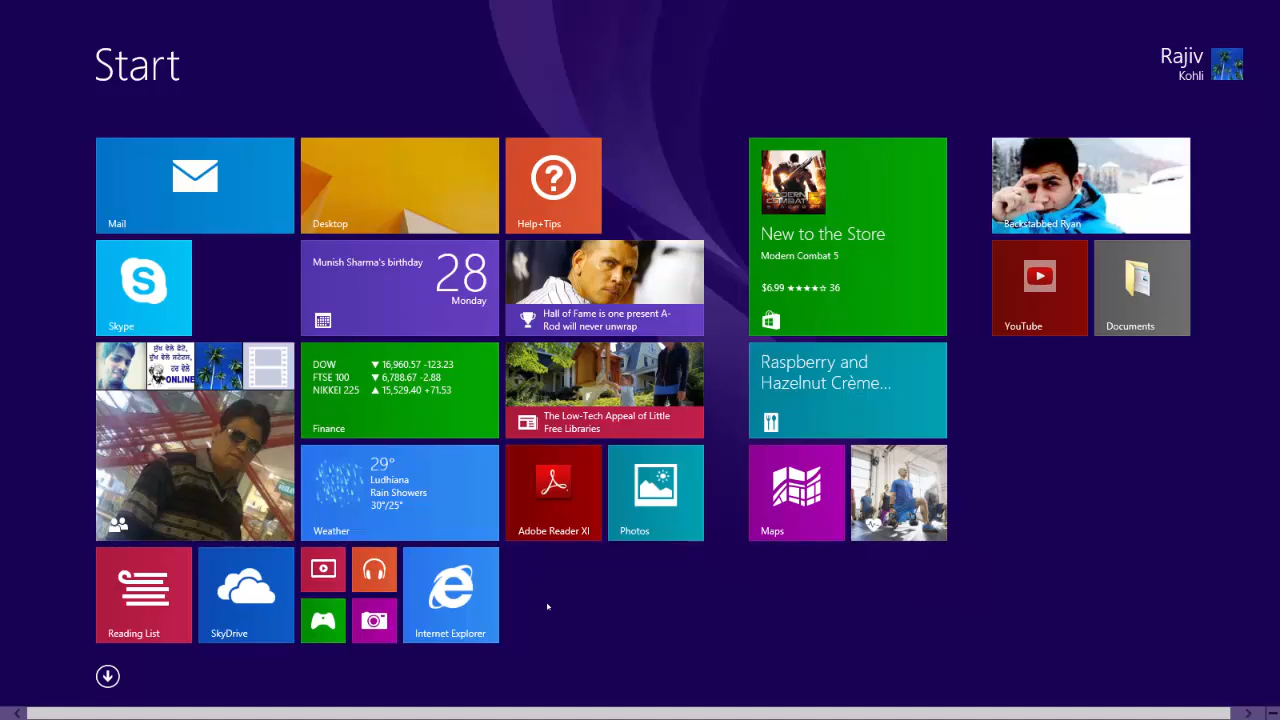 Start
Rajiv
Kohli
Mail
Desktop
Help+Tips
Skype
Munish Sharma's birthday
28
Monday
Hall of Fame is one present A-
Rod will never unwrap
ONLINE
DOW ▼ 16,960.57 -123.23
FTSE 100 ▼ 6,788.67 -2.88
NIKKEI 225 ▲ 15,529.40 +71.53
Finance
The Low-Tech Appeal of Little
Free Libraries
29°
Ludhiana
Rain Showers
30°/25°
Weather
Adobe Reader XI
Photos
Reading List
SkyDrive
Internet Explorer
MODERN
COMBAT 5
New to the Store
Modern Combat 5
$6.99 ★★★★☆ 36
Raspberry and
Hazelnut Crème...
Maps
Backstabbed Ryan
YouTube
Documents